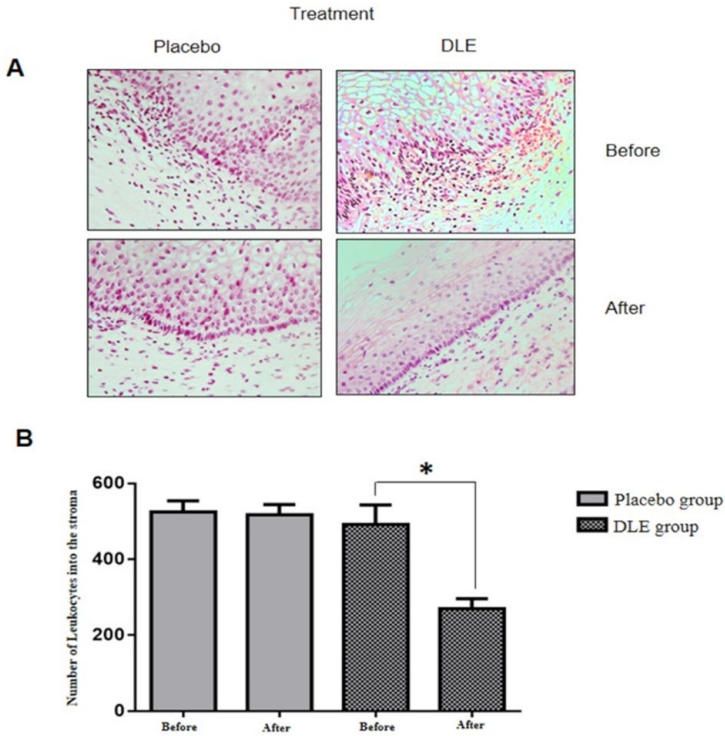 Treatment
Placebo DLE
A
Before
After
B
Number of Leukocytes into the stroma
600
400
200
0
*
Before After Before After
Placebo group
DLE group